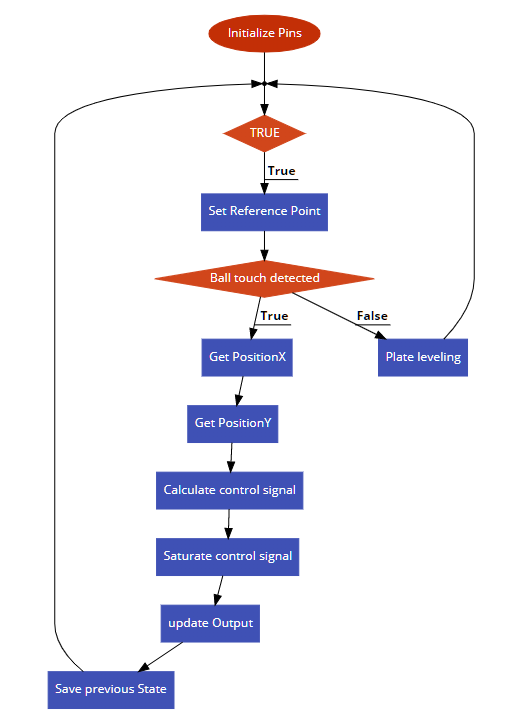 Initialize Pins
TRUE
True
Set Reference Point
Ball touch detected
True
False
Get PositionX
Plate leveling
Get PositionY
Calculate control signal
Saturate control signal
update Output
Save previous State